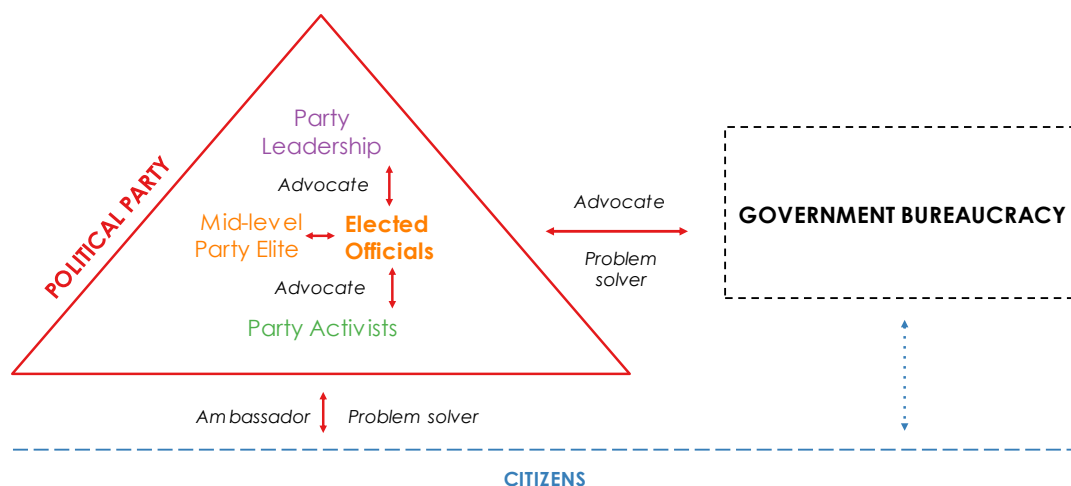 Party
Leadership
Advocate
POLITICAL PARTY
Mid-level
Party Elite
Elected
Officials
Advocate
Party Activists
Advocate
Problem
solver
GOVERNMENT BUREAUCRACY
Ambassador
Problem solver
CITIZENS